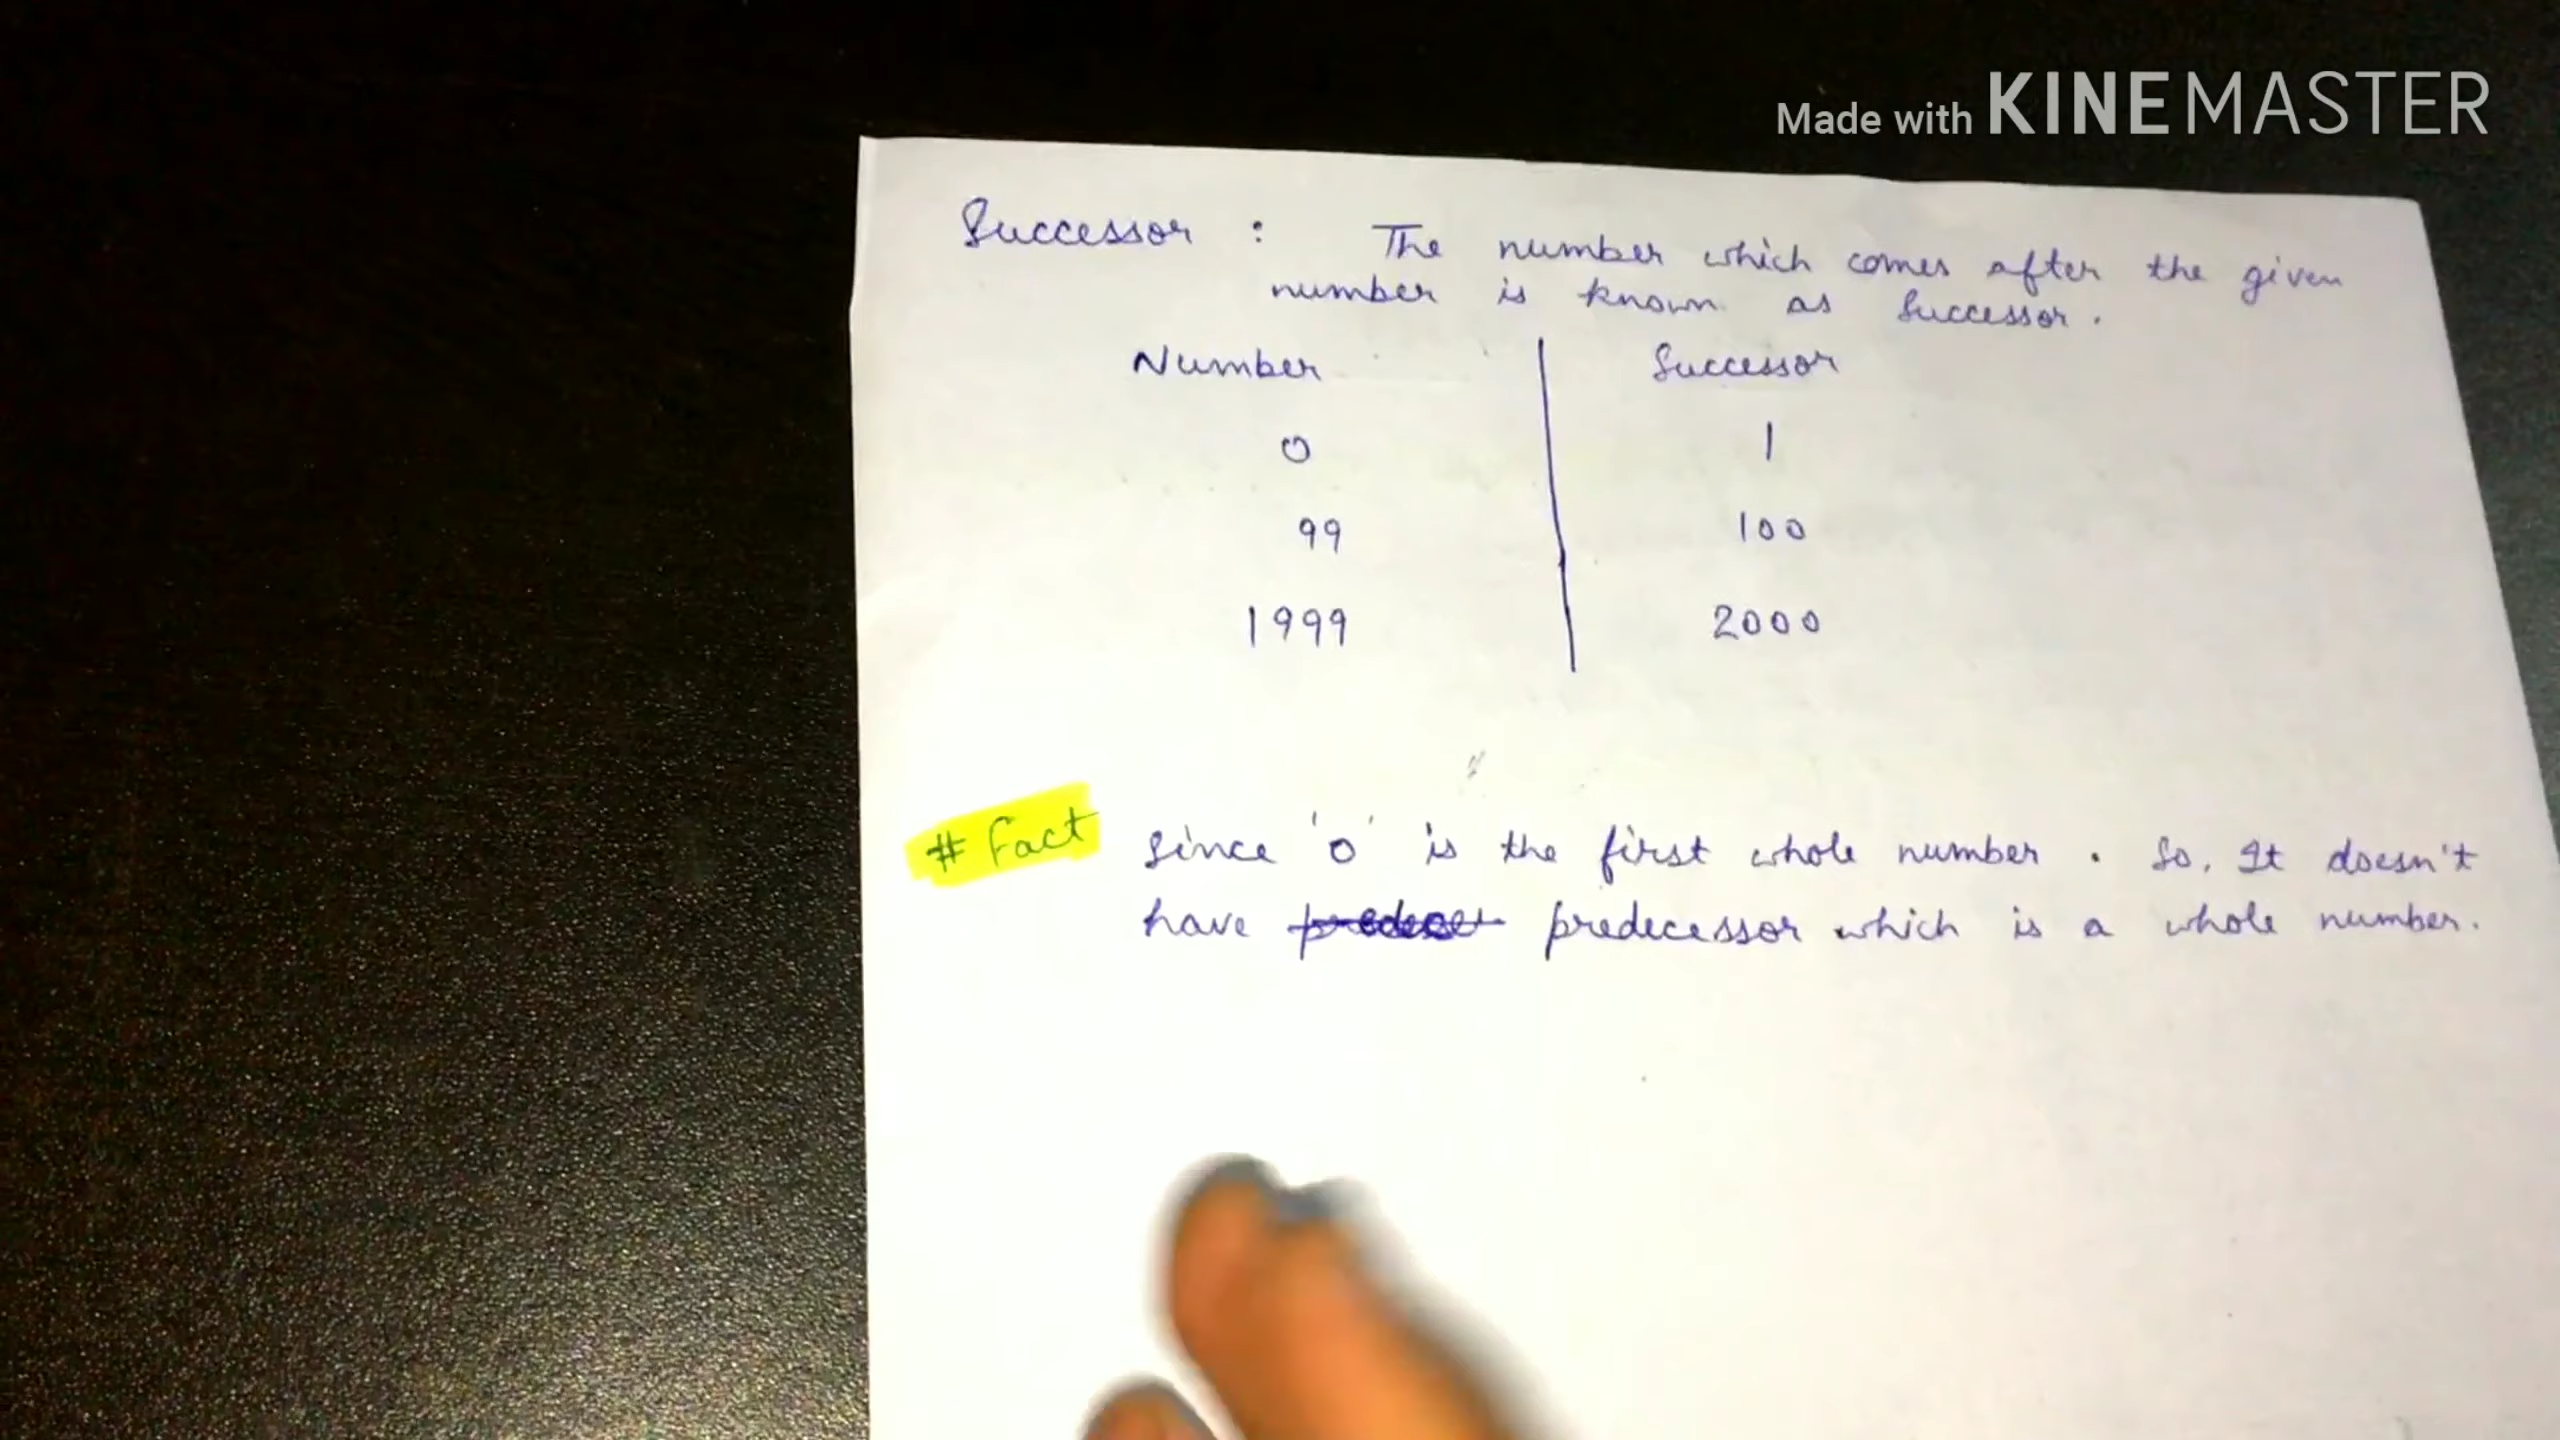 Made with KINEMASTER
Successor : The number which comes after the given
number is known as Successor.
Number Successor
0 1
99 100
1999 2000
# Fact Since '0' is the first whole number . So, It doesn't
have predecessor which is a whole number.